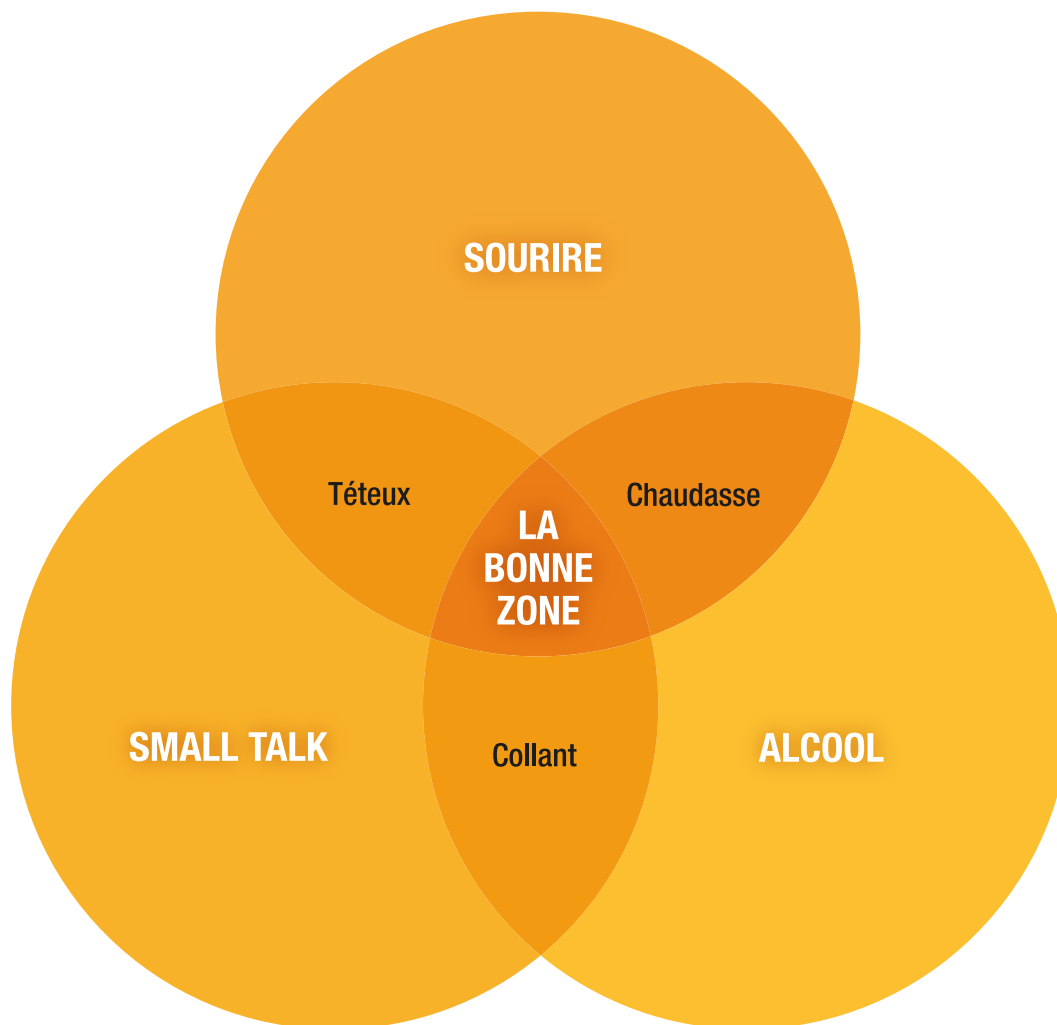 SOURIRE
Téteux
Chaudasse
LA
BONNE
ZONE
SMALL TALK
Collant
ALCOOL